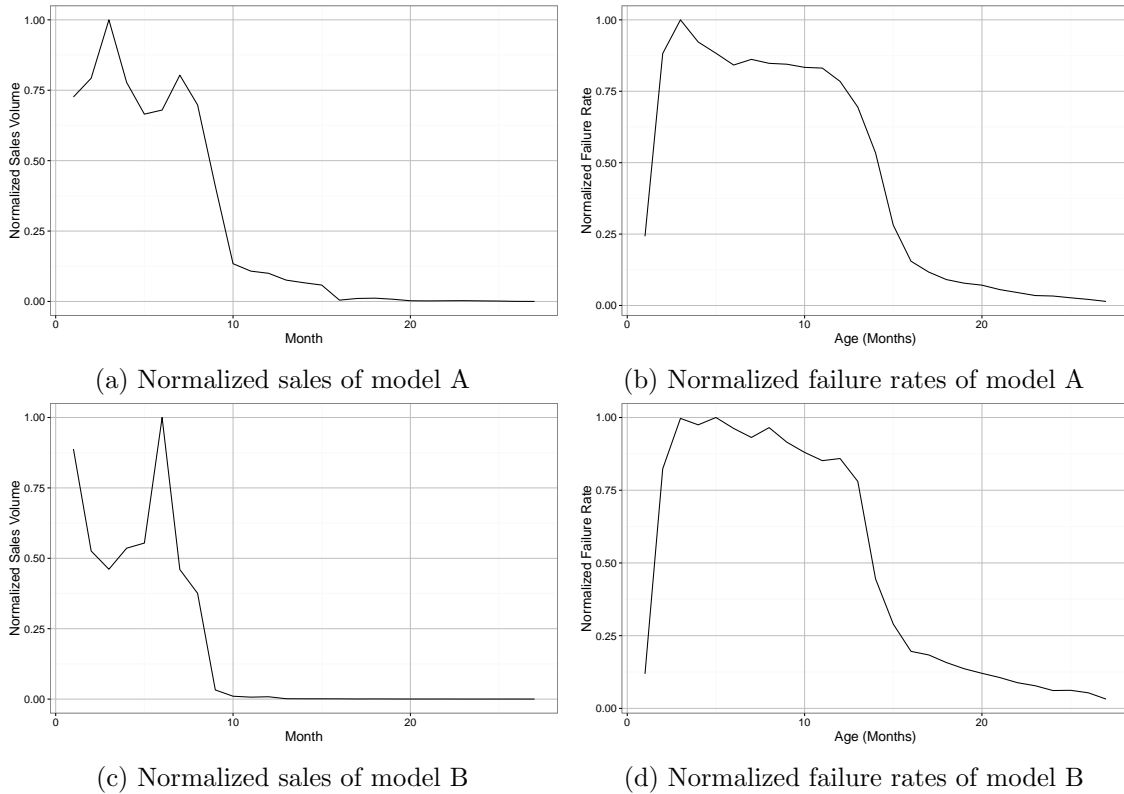 1.00
0.75
0.50
0.25
0.00
Normalized Sales Volume
0
10
20
Month
(a) Normalized sales of model A
1.00
0.75
0.50
0.25
0.00
Normalized Failure Rate
0
10
20
Age (Months)
(b) Normalized failure rates of model A
1.00
0.75
0.50
0.25
0.00
Normalized Sales Volume
0
10
20
Month
(c) Normalized sales of model B
1.00
0.75
0.50
0.25
0.00
Normalized Failure Rate
0
10
20
Age (Months)
(d) Normalized failure rates of model B